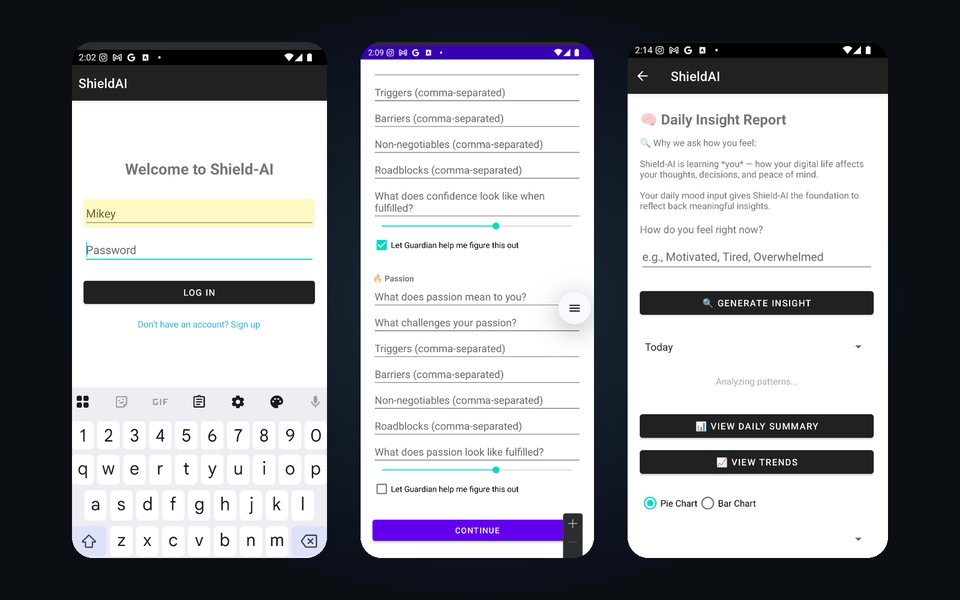 2:02
ShieldAI
Welcome to Shield-AI
Mikey
Password
LOG IN
Don't have an account? Sign up
GIF
1 2 3 4 5 6 7 8 9 0
q w e r t y u i o p
a s d f g h j k l
z x c v b n m
2:09
Triggers (comma-separated)
Barriers (comma-separated)
Non-negotiables (comma-separated)
Roadblocks (comma-separated)
What does confidence look like when
fulfilled?
Let Guardian help me figure this out
🔥 Passion
What does passion mean to you?
What challenges your passion?
Triggers (comma-separated)
Barriers (comma-separated)
Non-negotiables (comma-separated)
Roadblocks (comma-separated)
What does passion look like fulfilled?
Let Guardian help me figure this out
CONTINUE
2:14
ShieldAI
🧠 Daily Insight Report
🔍 Why we ask how you feel:
Shield-AI is learning *you* — how your digital life affects
your thoughts, decisions, and peace of mind.
Your daily mood input gives Shield-AI the foundation to
reflect back meaningful insights.
How do you feel right now?
e.g., Motivated, Tired, Overwhelmed
🔍 GENERATE INSIGHT
Today
Analyzing patterns...
📊 VIEW DAILY SUMMARY
📈 VIEW TRENDS
Pie Chart
Bar Chart